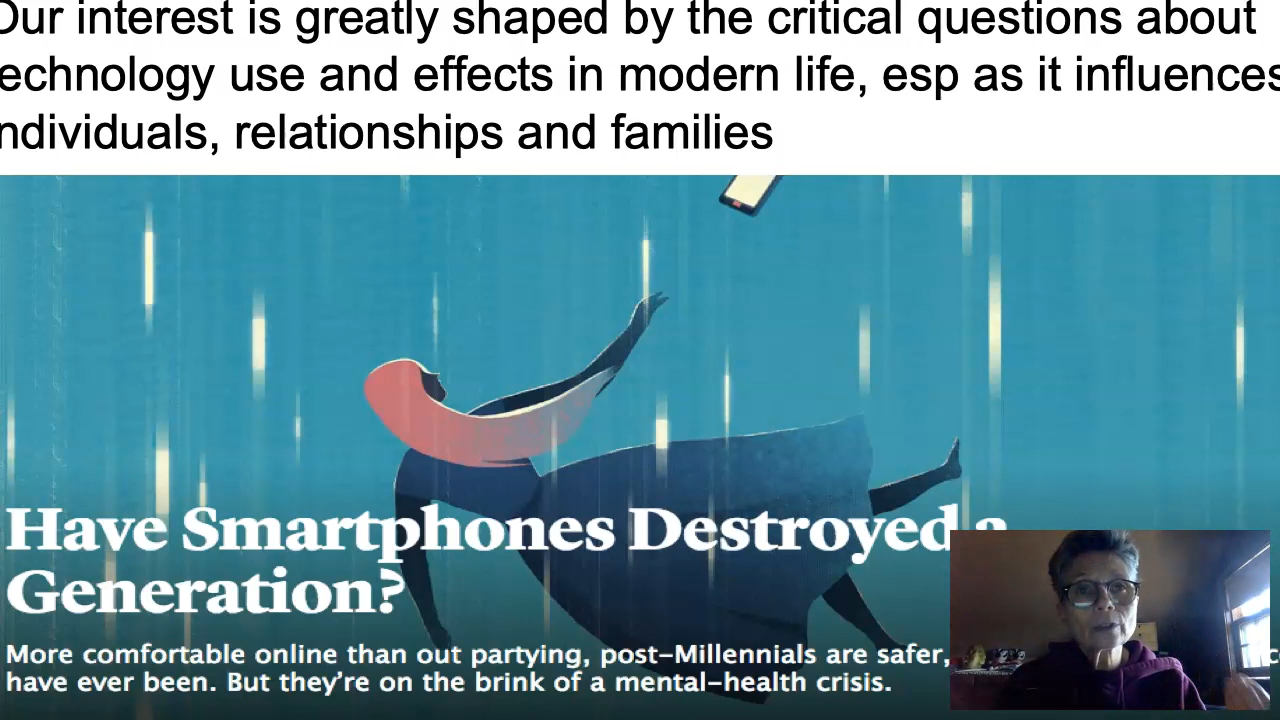 Our interest is greatly shaped by the critical questions about
echnology use and effects in modern life, esp as it influences
ndividuals, relationships and families
Have Smartphones Destroyed a
Generation?
More comfortable online than out partying, post-Millennials are safer,
have ever been. But they're on the brink of a mental-health crisis.